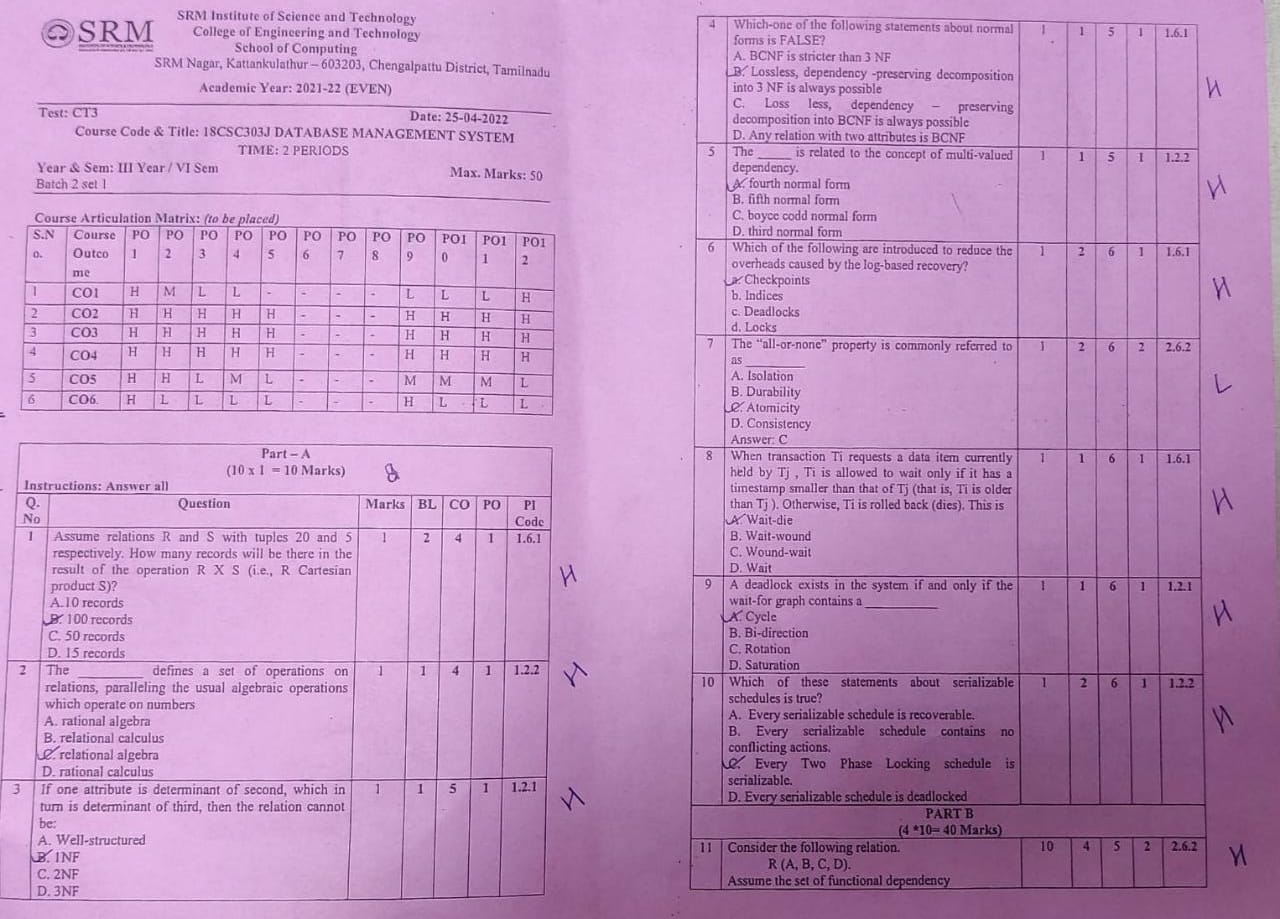 SRM
SRM Institute of Science and Technology
College of Engineering and Technology
School of Computing
SRM Nagar, Kattankulathur – 603203, Chengalpattu District, Tamilnadu
Academic Year: 2021-22 (EVEN)
Test: CT3 Date: 25-04-2022
Course Code & Title: 18CSC303J DATABASE MANAGEMENT SYSTEM
TIME: 2 PERIODS
Year & Sem: III Year / VI Sem Max. Marks: 50
Batch 2 set 1
Course Articulation Matrix: (to be placed)
S.N Course PO PO PO PO PO PO PO PO PO PO1 PO1 PO1
o. Outco 1 2 3 4 5 6 7 8 9 0 1 2
me
1 CO1 H M L L - - - - L L L H
2 CO2 H H H H H - - - H H H H
3 CO3 H H H H H - - - H H H H
4 CO4 H H H H H - - - H H H H
5 CO5 H H L M L - - - M M M L
6 CO6 H L L L L - - - H L L L
Part – A
(10 x 1 = 10 Marks) 8
Instructions: Answer all
Q. Question Marks BL CO PO PI
No Code
1 Assume relations R and S with tuples 20 and 5 1 2 4 1 1.6.1
respectively. How many records will be there in the
result of the operation R X S (i.e., R Cartesian
product S)?
H
A.10 records
B. 100 records
C. 50 records
D. 15 records
2 The ________ defines a set of operations on 1 1 4 1 1.2.2
H
relations, paralleling the usual algebraic operations
which operate on numbers
A. rational algebra
B. relational calculus
C. relational algebra
D. rational calculus
3 If one attribute is determinant of second, which in 1 1 5 1 1.2.1
H
turn is determinant of third, then the relation cannot
be:
A. Well-structured
B. 1NF
C. 2NF
D. 3NF
4 Which-one of the following statements about normal 1 1 5 1 1.6.1
forms is FALSE?
A. BCNF is stricter than 3 NF
B. Lossless, dependency -preserving decomposition
into 3 NF is always possible
H
C. Loss less, dependency – preserving
decomposition into BCNF is always possible
D. Any relation with two attributes is BCNF
5 The _____ is related to the concept of multi-valued 1 1 5 1 1.2.2
dependency.
A. fourth normal form
H
B. fifth normal form
C. boyce codd normal form
D. third normal form
6 Which of the following are introduced to reduce the 1 2 6 1 1.6.1
overheads caused by the log-based recovery?
a. Checkpoints
H
b. Indices
c. Deadlocks
d. Locks
7 The “all-or-none” property is commonly referred to 1 2 6 2 2.6.2
as _________
A. Isolation
L
B. Durability
C. Atomicity
D. Consistency
Answer: C
8 When transaction Ti requests a data item currently 1 1 6 1 1.6.1
held by Tj , Ti is allowed to wait only if it has a
timestamp smaller than that of Tj (that is, Ti is older
than Tj ). Otherwise, Ti is rolled back (dies). This is
H
A. Wait-die
B. Wait-wound
C. Wound-wait
D. Wait
9 A deadlock exists in the system if and only if the 1 1 6 1 1.2.1
wait-for graph contains a _________
A. Cycle
H
B. Bi-direction
C. Rotation
D. Saturation
10 Which of these statements about serializable 1 2 6 1 1.2.2
schedules is true?
A. Every serializable schedule is recoverable.
H
B. Every serializable schedule contains no
conflicting actions.
C. Every Two Phase Locking schedule is
serializable.
D. Every serializable schedule is deadlocked
PART B
(4 *10= 40 Marks)
11 Consider the following relation. 10 4 5 2 2.6.2
H
R (A, B, C, D).
Assume the set of functional dependency